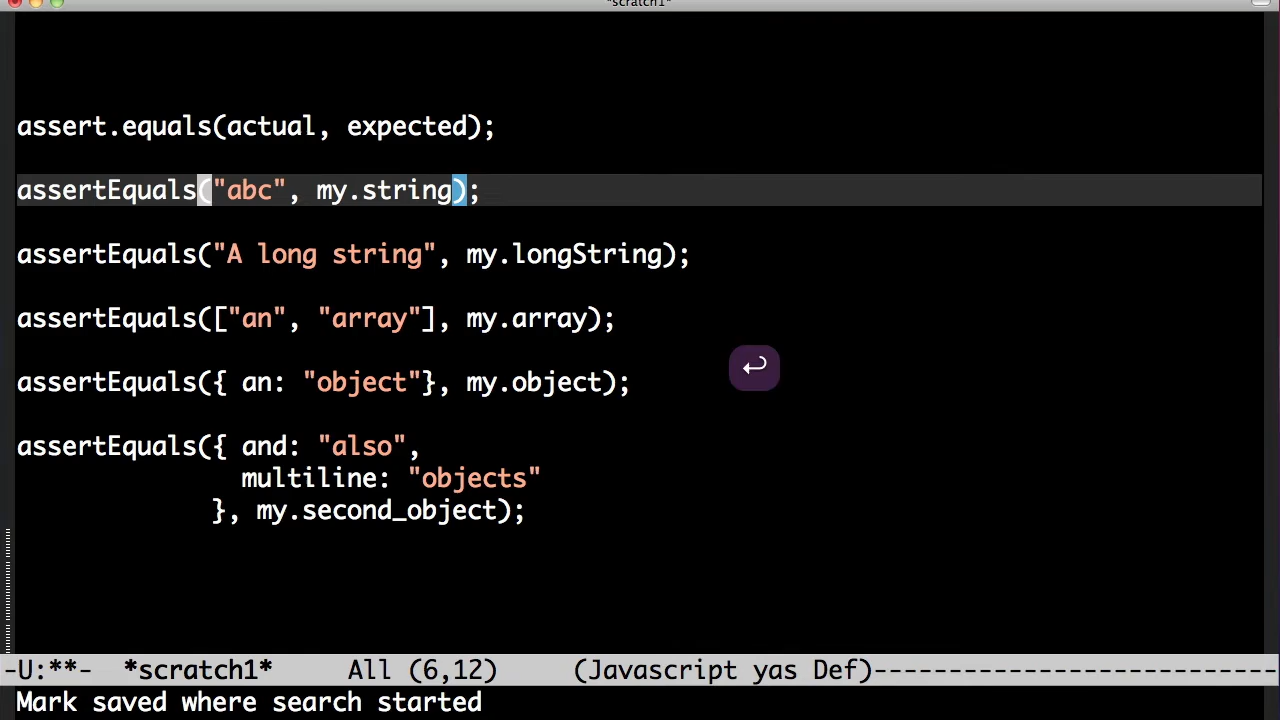 *scratch1*
assert.equals(actual, expected);
assertEquals("abc", my.string);
assertEquals("A long string", my.longString);
assertEquals(["an", "array"], my.array);
assertEquals({ an: "object"}, my.object);
assertEquals({ and: "also",
multiline: "objects"
}, my.second_object);
-U:**-  *scratch1*     All (6,12)     (Javascript yas Def)---------------------------
Mark saved where search started